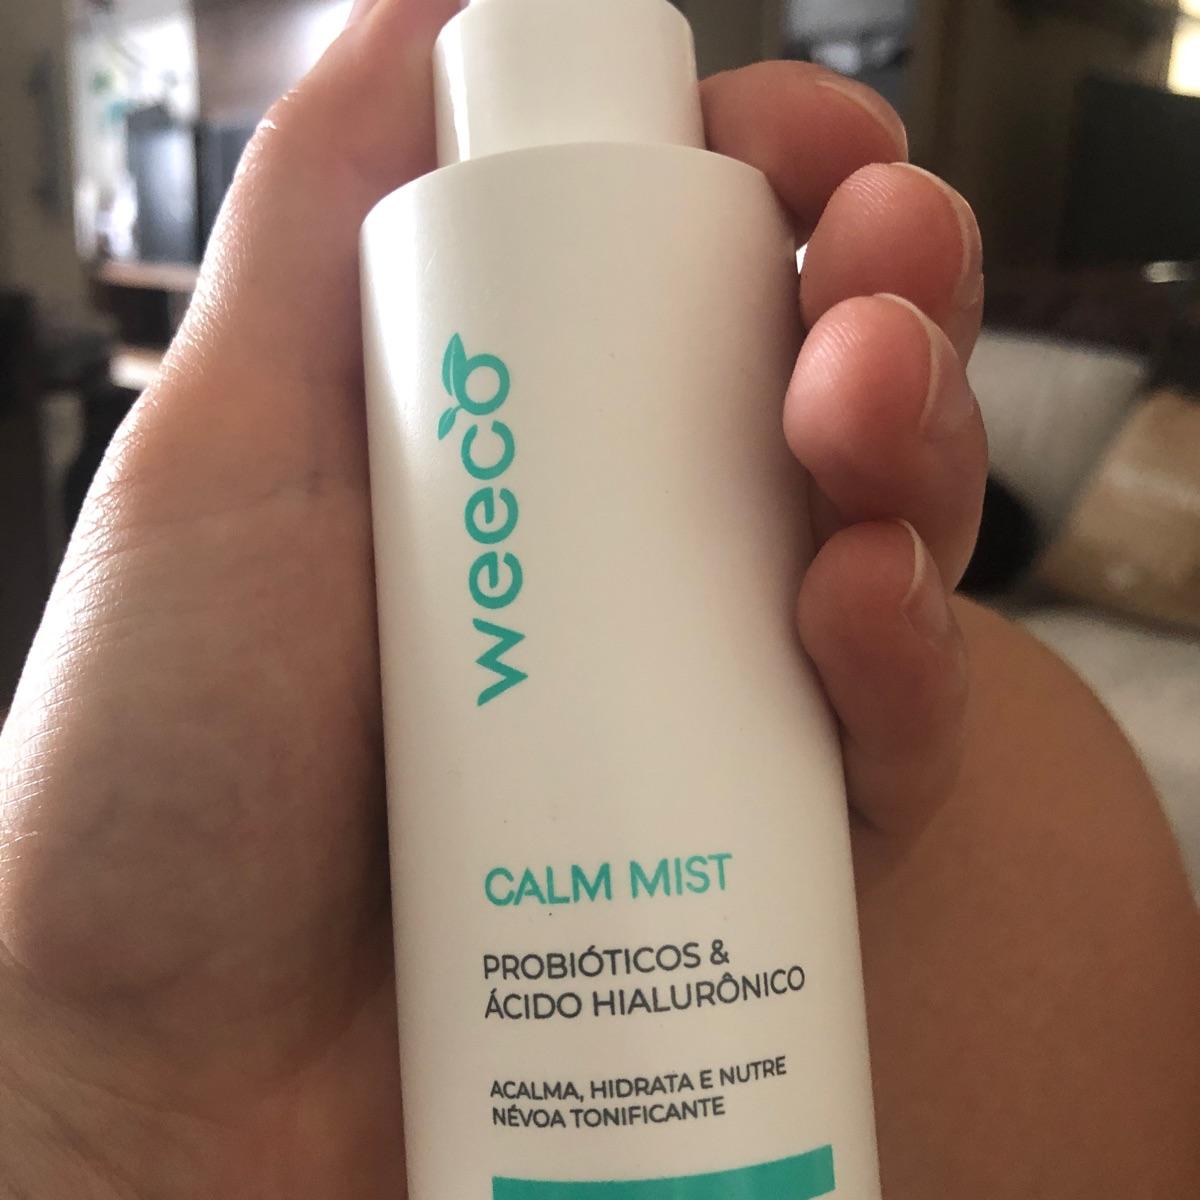 weeco
CALM MIST
PROBIÓTICOS &
ÁCIDO HIALURÔNICO
ACALMA, HIDRATA E NUTRE
NÉVOA TONIFICANTE